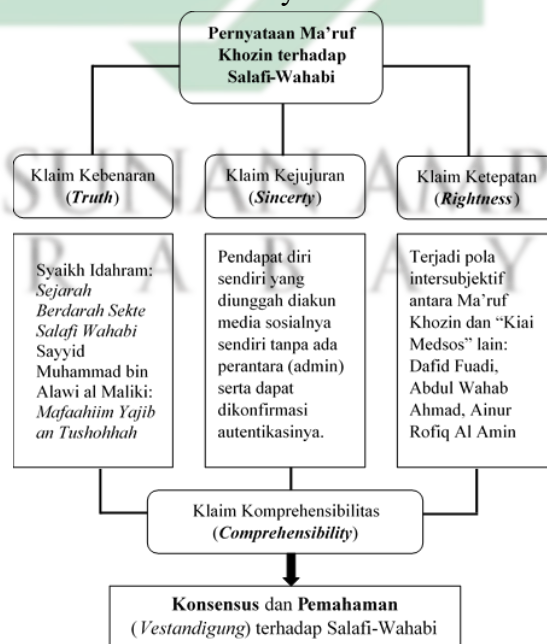 Pernyataan Ma’ruf
Khozin terhadap
Salafi-Wahabi
Klaim Kebenaran
(Truth)
Klaim Kejujuran
(Sincerty)
Klaim Ketepatan
(Rightness)
Syaikh Idahram:
Sejarah
Berdarah Sekte
Salafi Wahabi
Sayyid
Muhammad bin
Alawi al Maliki:
Mafaahiim Yajib
an Tushohhah
Pendapat diri
sendiri yang
diunggah diakun
media sosialnya
sendiri tanpa ada
perantara (admin)
serta dapat
dikonfirmasi
autentikasinya.
Terjadi pola
intersubjektif
antara Ma’ruf
Khozin dan “Kiai
Medsos” lain:
Dafid Fuadi,
Abdul Wahab
Ahmad, Ainur
Rofiq Al Amin
Klaim Komprehensibilitas
(Comprehensibility)
Konsensus dan Pemahaman
(Vestandigung) terhadap Salafi-Wahabi